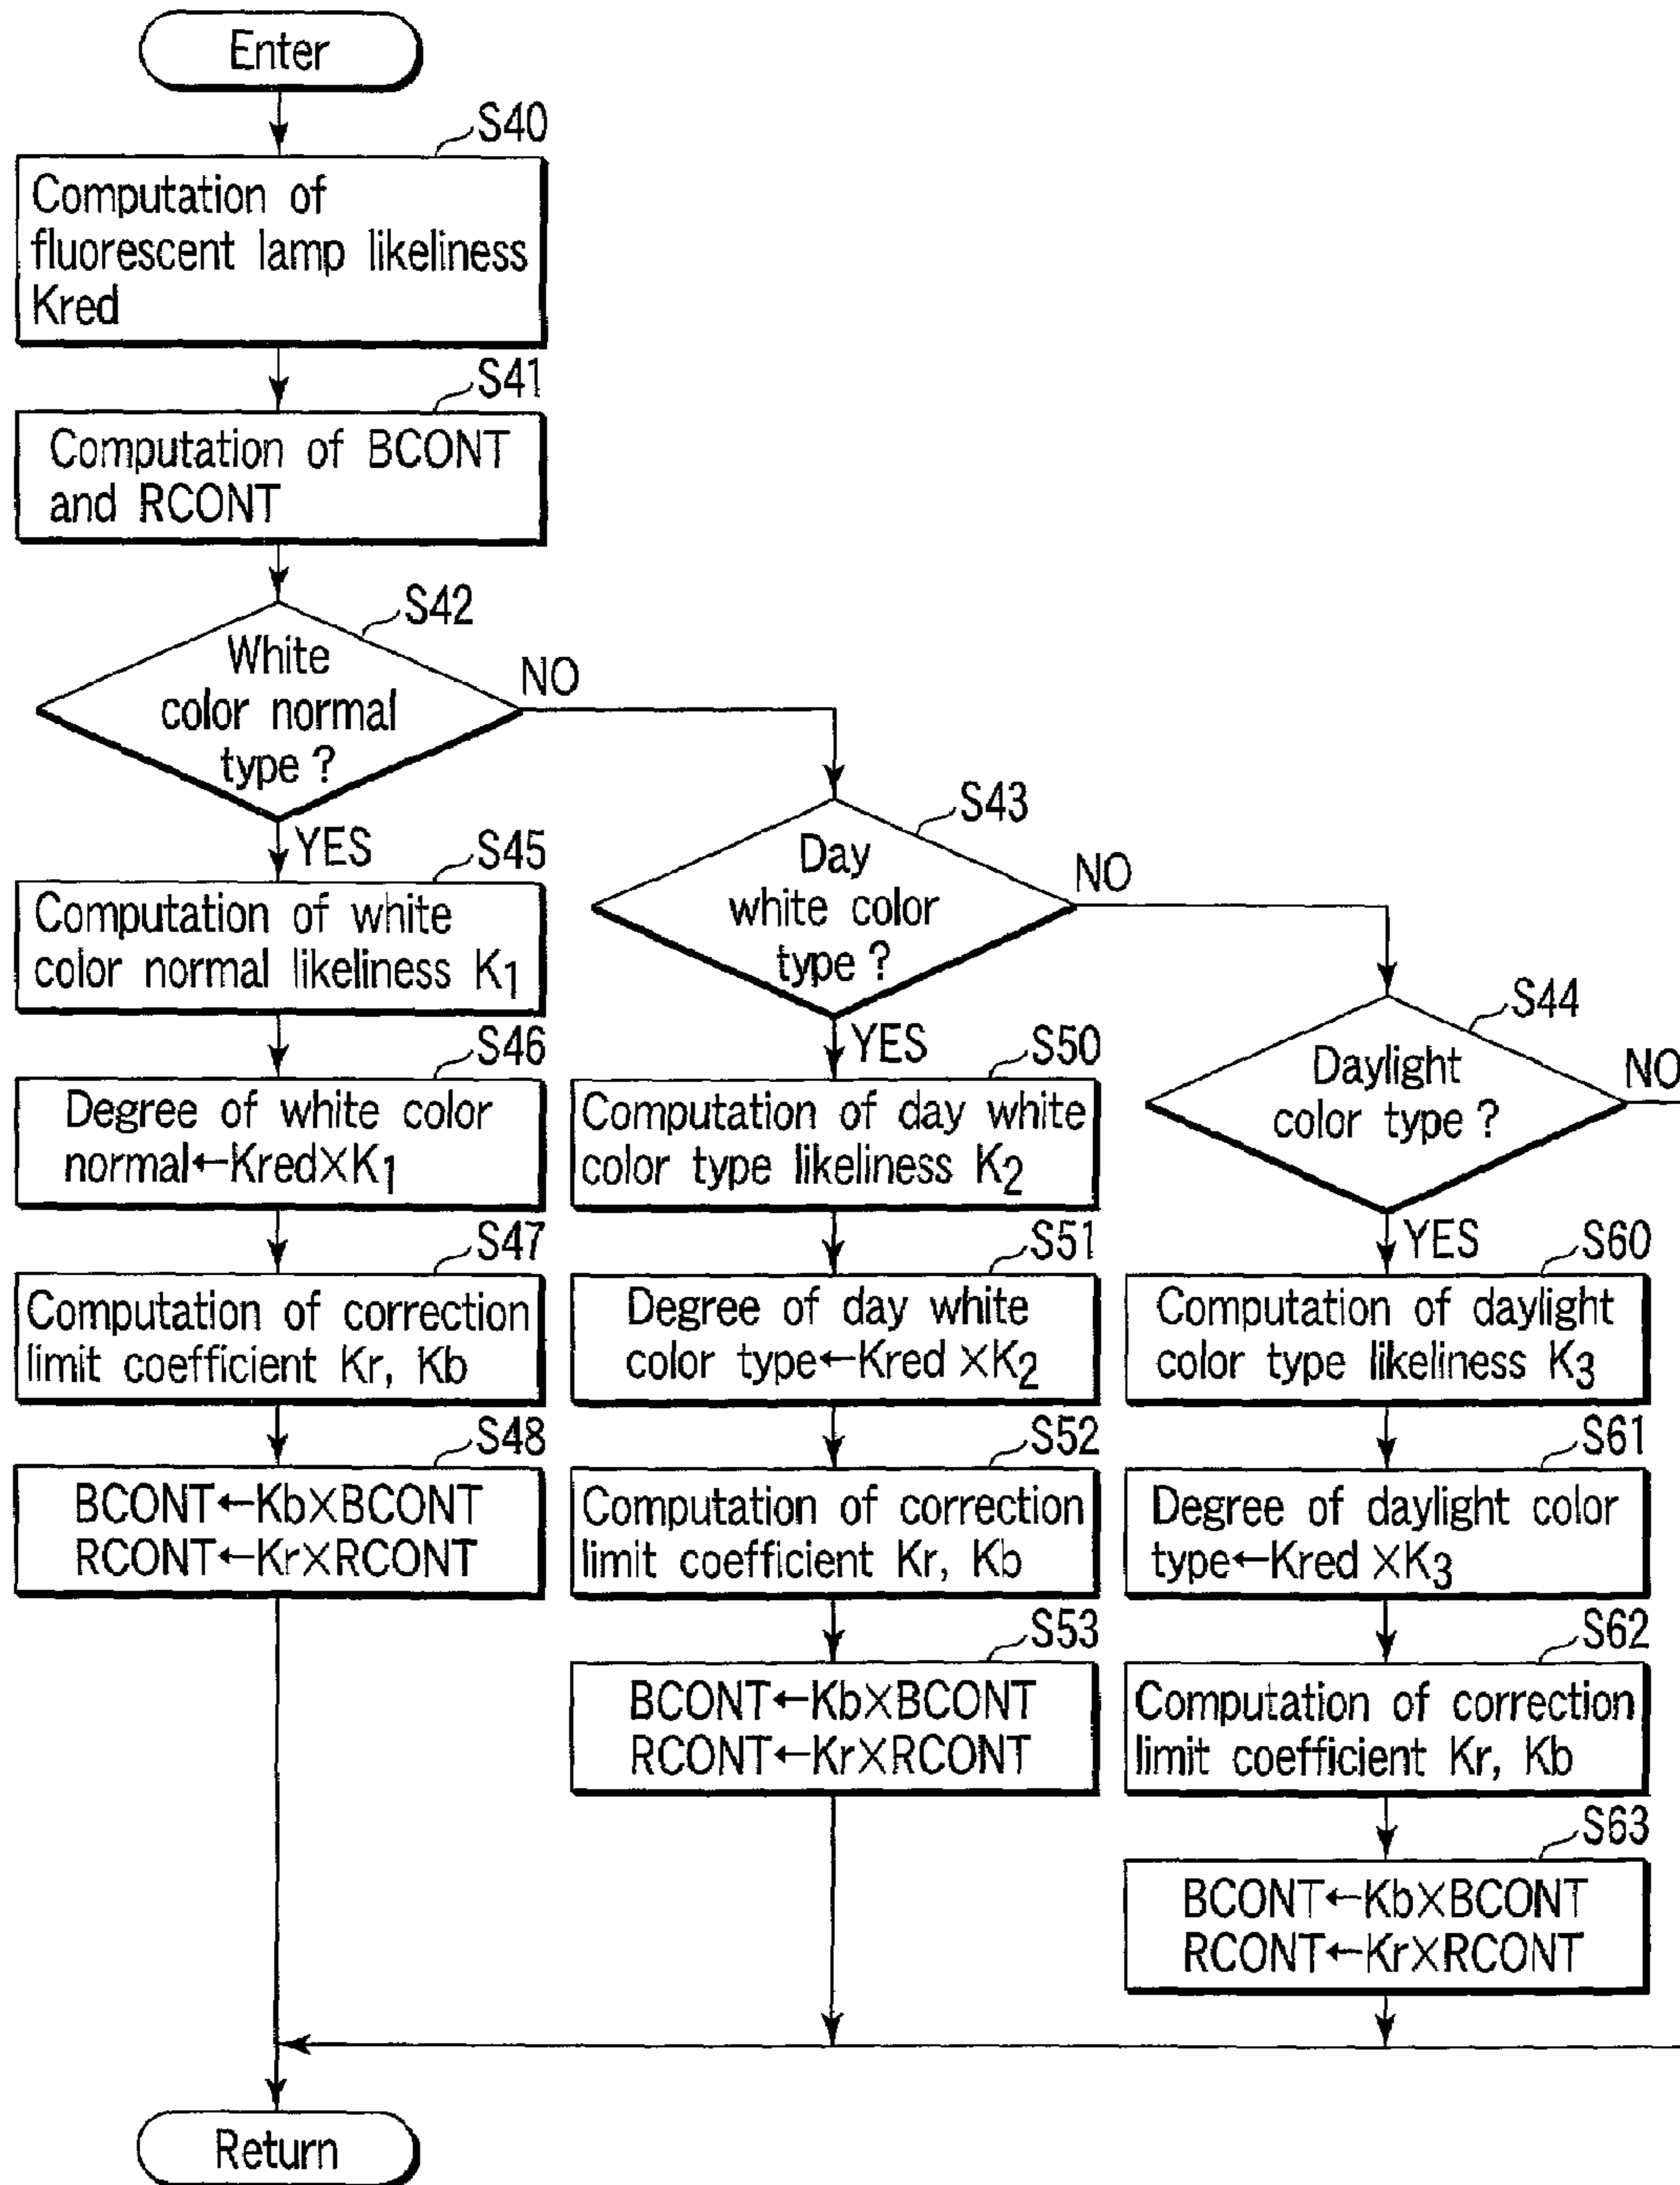 Enter
S40
Computation of
fluorescent lamp likeliness
Kred
S41
Computation of BCONT
and RCONT
S42
White
color normal
type?
NO
YES
S45
Computation of white
color normal likeliness K1
S46
Degree of white color
normal←Kred×K1
S47
Computation of correction
limit coefficient Kr, Kb
S48
BCONT←Kb×BCONT
RCONT←Kr×RCONT
S43
Day
white color
type?
NO
YES
S50
Computation of day white
color type likeliness K2
S51
Degree of day white
color type←Kred×K2
S52
Computation of correction
limit coefficient Kr, Kb
S53
BCONT←Kb×BCONT
RCONT←Kr×RCONT
S44
Daylight
color type?
NO
YES
S60
Computation of daylight
color type likeliness K3
S61
Degree of daylight color
type←Kred×K3
S62
Computation of correction
limit coefficient Kr, Kb
S63
BCONT←Kb×BCONT
RCONT←Kr×RCONT
Return